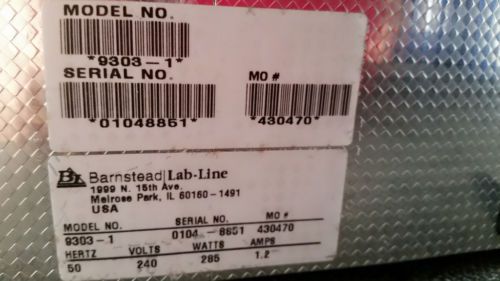 MODEL NO.
*9303-1*
SERIAL NO. MO #
*01048851* *430470*
BL Barnstead|Lab-Line
1999 N. 15th Ave.
Melrose Park, IL 60160-1491
USA
MODEL NO. SERIAL NO. MO #
9303-1 0104-8851 430470
HERTZ VOLTS WATTS AMPS
50 240 285 1.2